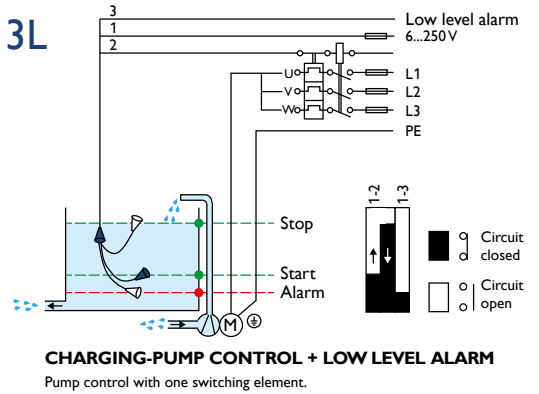 3L
3
Low level alarm
1
6...250 V
2
U
L1
V
L2
W
L3
PE
1-2
1-3
Stop
Start
Alarm
Circuit
closed
Circuit
open
M
CHARGING-PUMP CONTROL + LOW LEVEL ALARM
Pump control with one switching element.